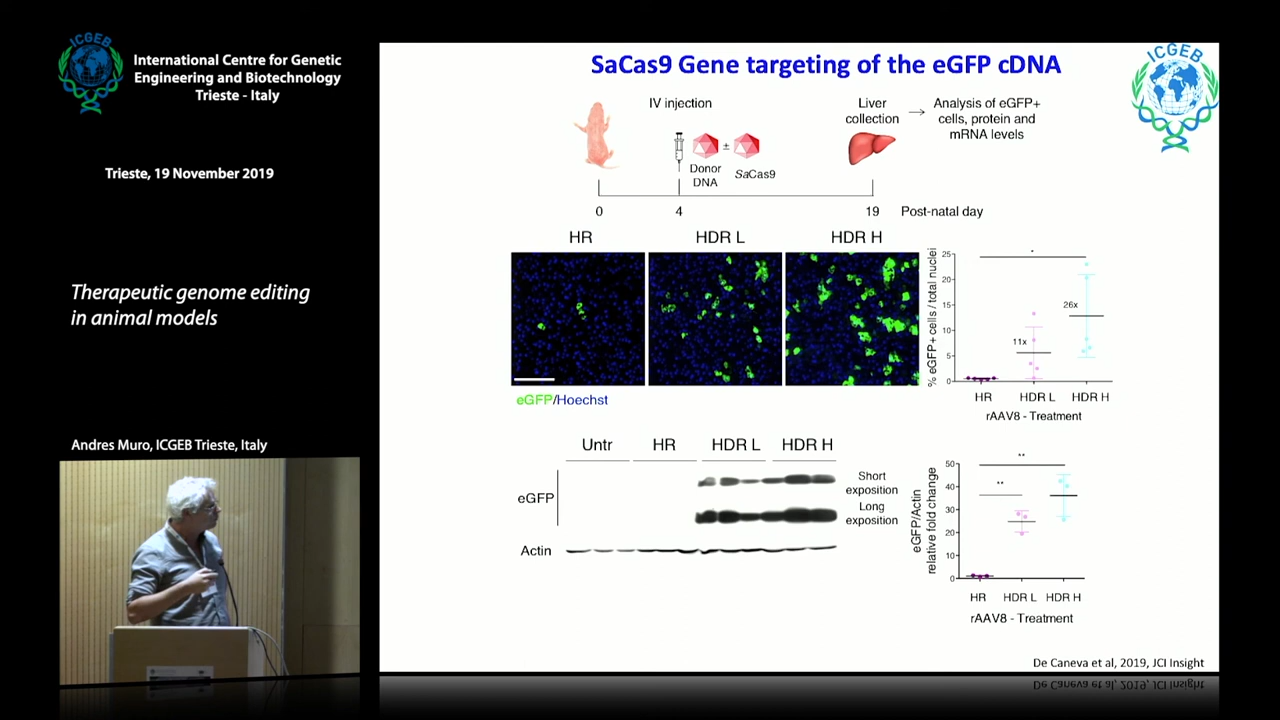 ICGEB
International Centre for Genetic
Engineering and Biotechnology
Trieste - Italy
Trieste, 19 November 2019
Therapeutic genome editing
in animal models
Andres Muro, ICGEB Trieste, Italy
SaCas9 Gene targeting of the eGFP cDNA
ICGEB
IV injection
Liver
collection
Analysis of eGFP+
cells, protein and
mRNA levels
Donor
DNA
±
SaCas9
0
4
19
Post-natal day
HR
HDR L
HDR H
eGFP/Hoechst
% eGFP+ cells / total nuclei
25
20
15
10
5
0
*
11x
26x
HR
HDR L
HDR H
rAAV8 - Treatment
Untr
HR
HDR L
HDR H
eGFP
Short
exposition
Long
exposition
Actin
eGFP/Actin
relative fold change
50
40
30
20
10
0
**
**
HR
HDR L
HDR H
rAAV8 - Treatment
De Caneva et al, 2019, JCI Insight